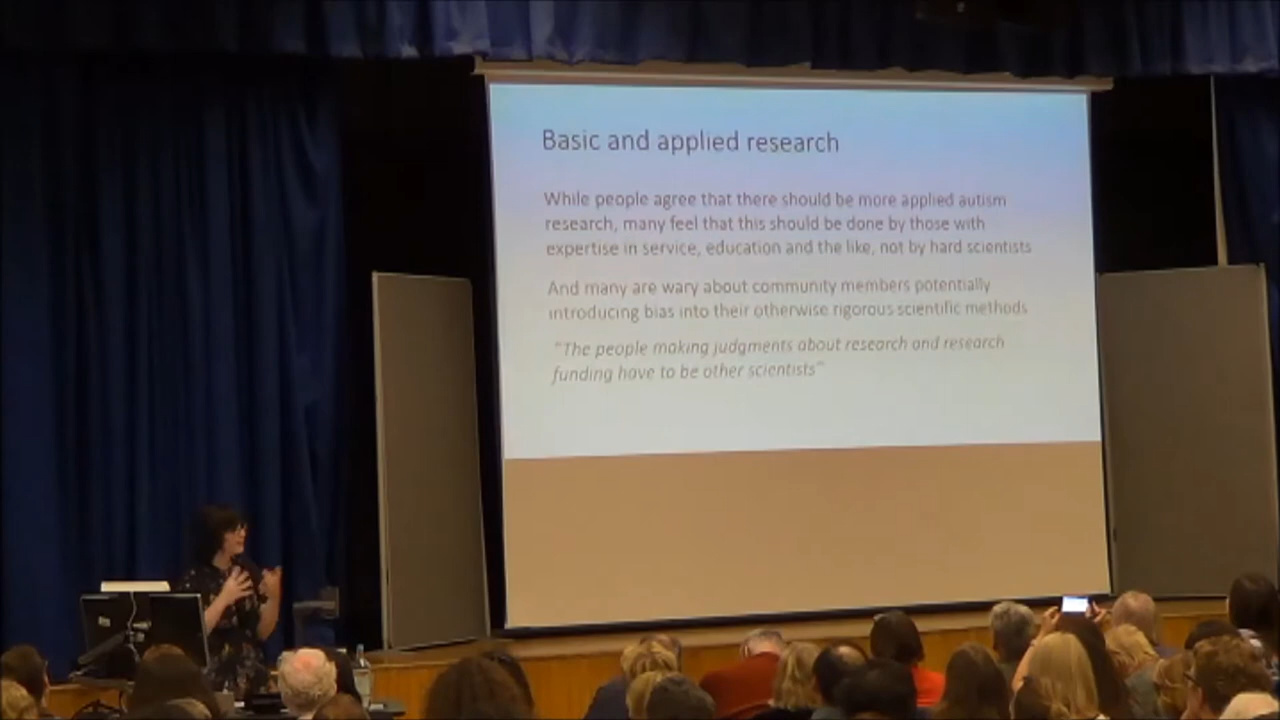 Basic and applied research
While people agree that there should be more applied autism
research, many feel that this should be done by those with
expertise in service, education and the like, not by hard scientists
And many are wary about community members potentially
introducing bias into their otherwise rigorous scientific methods
"The people making judgments about research and research
funding have to be other scientists"